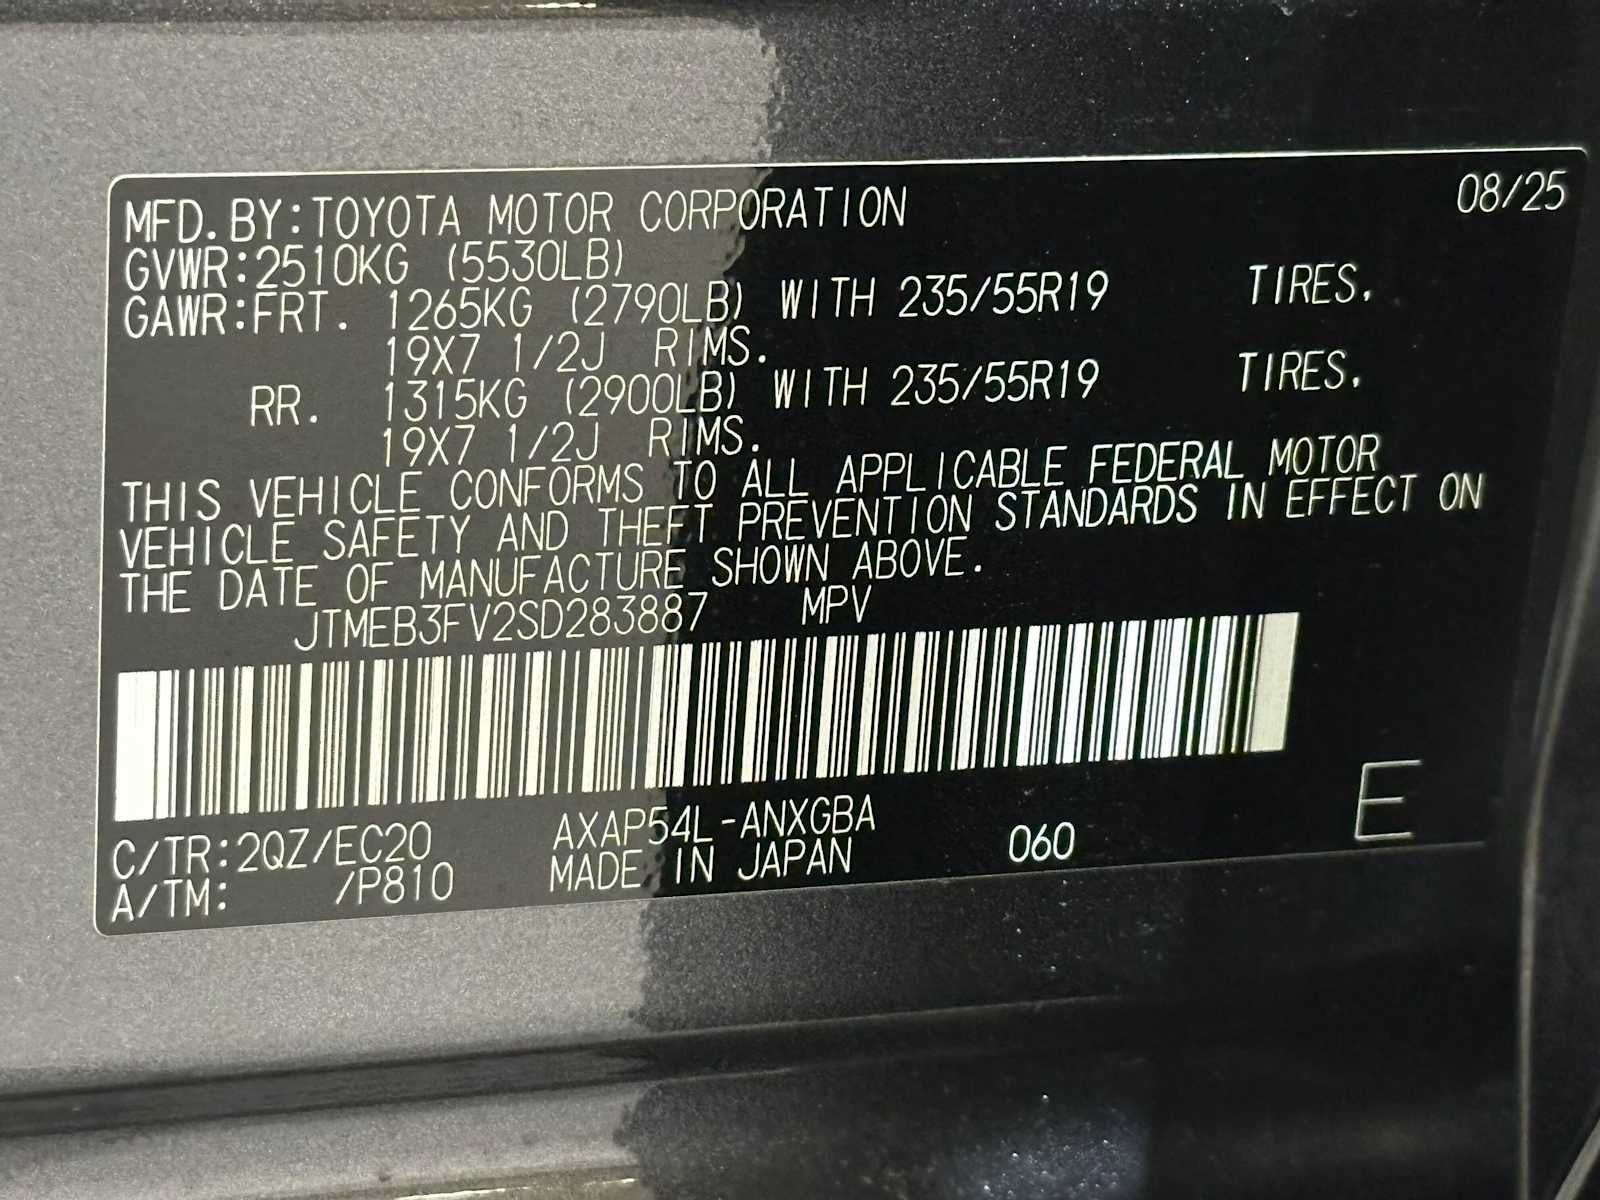 08/25
MFD. BY: TOYOTA MOTOR CORPORATION
GVWR: 2510KG (5530LB)
GAWR: FRT. 1265KG (2790LB) WITH 235/55R19 TIRES.
19X7 1/2J RIMS.
RR. 1315KG (2900LB) WITH 235/55R19 TIRES.
19X7 1/2J RIMS.
THIS VEHICLE CONFORMS TO ALL APPLICABLE FEDERAL MOTOR
VEHICLE SAFETY AND THEFT PREVENTION STANDARDS IN EFFECT ON
THE DATE OF MANUFACTURE SHOWN ABOVE.
JTMEB3FV2SD283887 MPV
C/TR: 2QZ/EC20 AXAP54L-ANXGBA
A/TM: /P810 MADE IN JAPAN 060 E